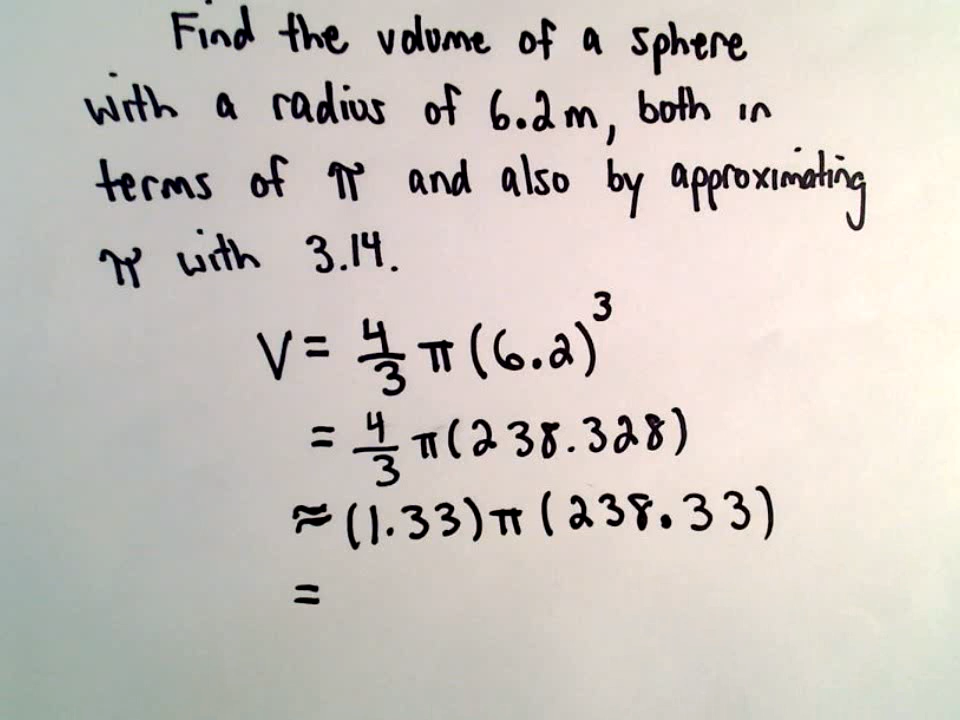 Find the volume of a sphere
with a radius of 6.2m, both in
terms of π and also by approximating
π with 3.14.
V = 4/3 π (6.2)^3
= 4/3 π (238.328)
≈ (1.33) π (238.33)
=